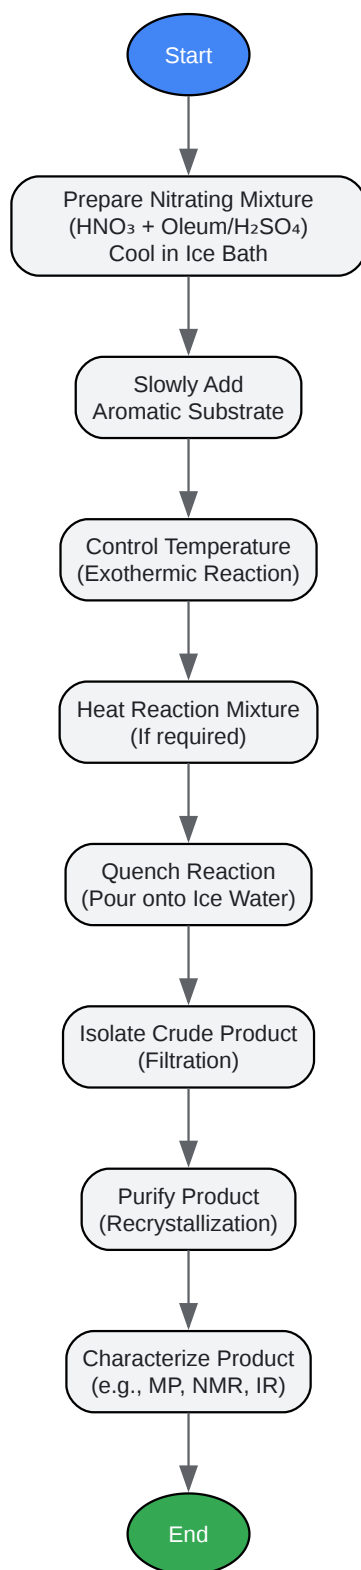 Start
Prepare Nitrating Mixture
(HNO₃ + Oleum/H₂SO₄)
Cool in Ice Bath
Slowly Add
Aromatic Substrate
Control Temperature
(Exothermic Reaction)
Heat Reaction Mixture
(If required)
Quench Reaction
(Pour onto Ice Water)
Isolate Crude Product
(Filtration)
Purify Product
(Recrystallization)
Characterize Product
(e.g., MP, NMR, IR)
End